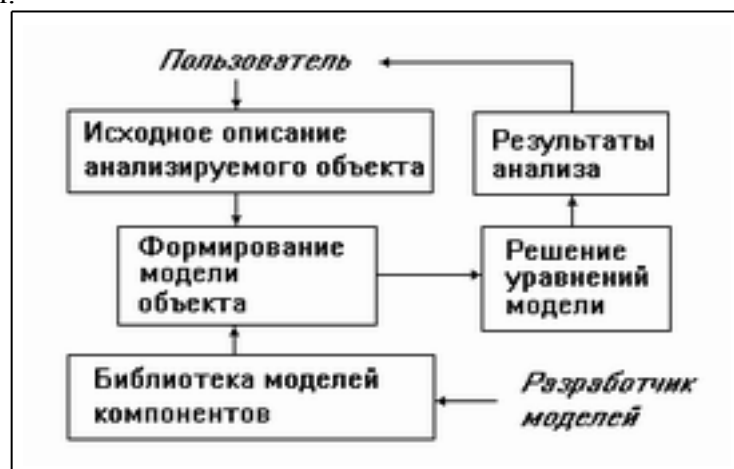 Пользователь
Исходное описание
анализируемого объекта
Формирование
модели
объекта
Библиотека моделей
компонентов
Результаты
анализа
Решение
уравнений
модели
Разработчик
моделей